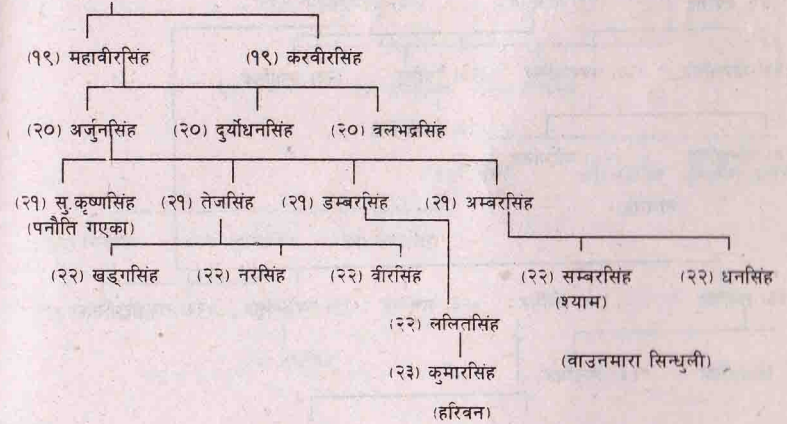 (१९) महावीरसिंह (१९) करवीरसिंह
(२०) अर्जुनसिंह (२०) दुर्योधनसिंह (२०) वलभद्रसिंह
(२१) सु.कृष्णसिंह (२१) तेजसिंह (२१) डम्बरसिंह (२१) अम्बरसिंह
(पनौति गएका)
(२२) खड्गसिंह (२२) नरसिंह (२२) वीरसिंह (२२) सम्बरसिंह (२२) धनसिंह
(श्याम)
(२२) ललितसिंह
(वाउनमारा सिन्धुली)
(२३) कुमारसिंह
(हरिवन)